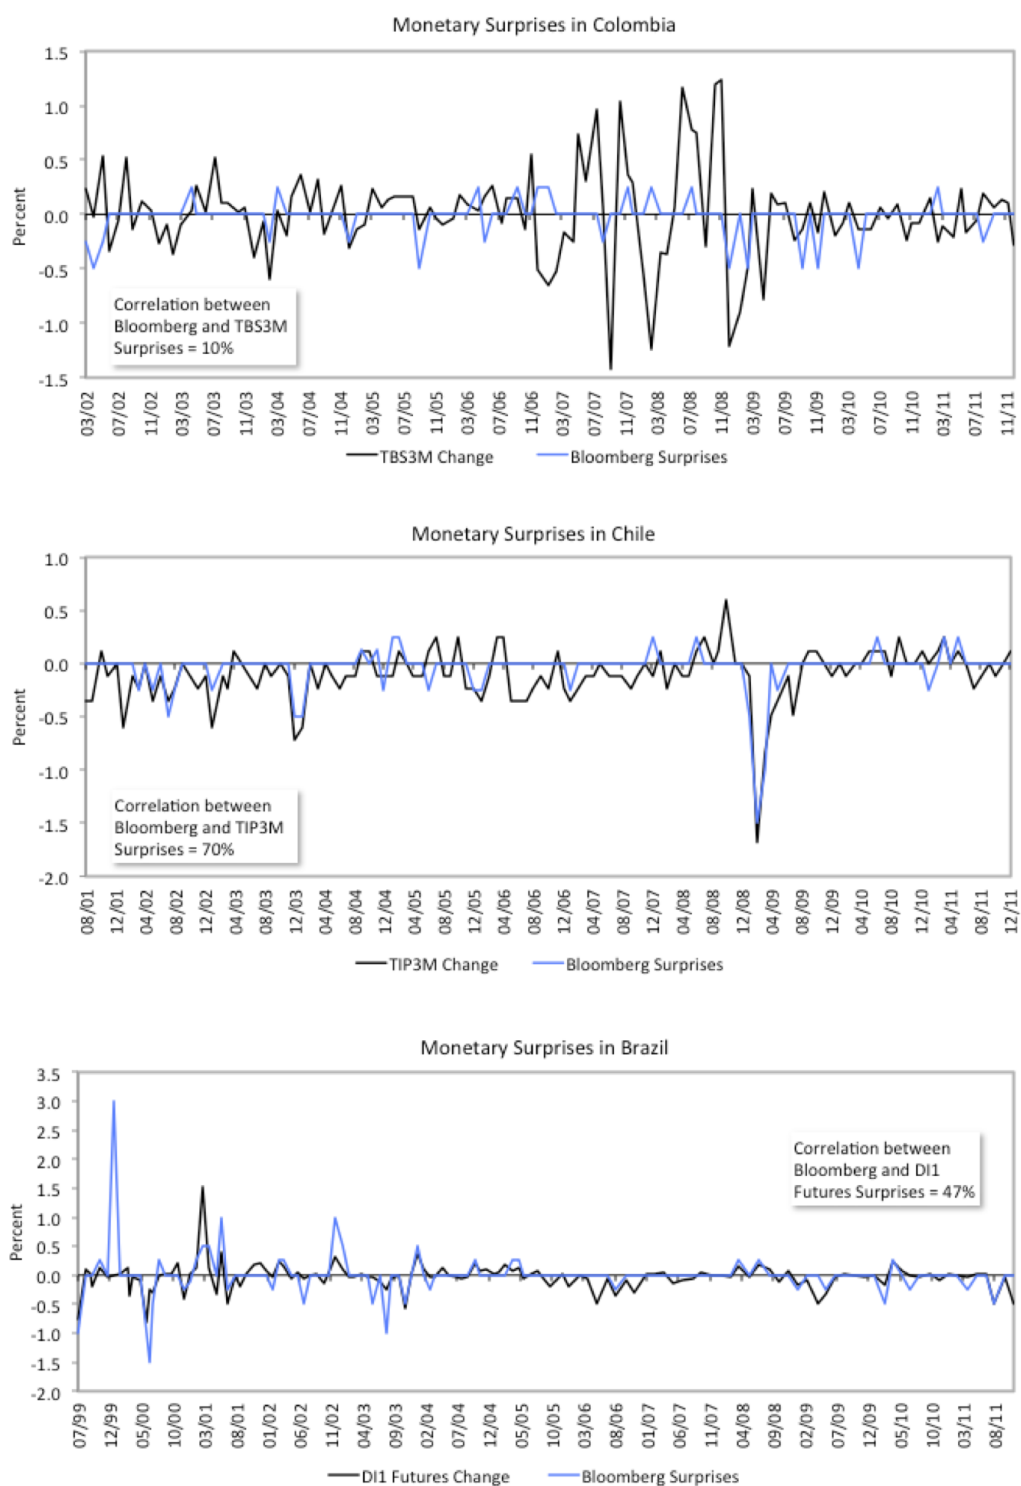 Monetary Surprises in Colombia
1.5
1.0
0.5
0.0
-0.5
-1.0
-1.5
Percent
Correlation between
Bloomberg and TBS3M
Surprises = 10%
03/02 07/02 11/02 03/03 07/03 11/03 03/04 07/04 11/04 03/05 07/05 11/05 03/06 07/06 11/06 03/07 07/07 11/07 03/08 07/08 11/08 03/09 07/09 11/09 03/10 07/10 11/10 03/11 07/11 11/11
TBS3M Change Bloomberg Surprises
Monetary Surprises in Chile
1.0
0.5
0.0
-0.5
-1.0
-1.5
-2.0
Percent
Correlation between
Bloomberg and TIP3M
Surprises = 70%
08/01 12/01 04/02 08/02 12/02 04/03 08/03 12/03 04/04 08/04 12/04 04/05 08/05 12/05 04/06 08/06 12/06 04/07 08/07 12/07 04/08 08/08 12/08 04/09 08/09 12/09 04/10 08/10 12/10 04/11 08/11 12/11
TIP3M Change Bloomberg Surprises
Monetary Surprises in Brazil
3.5
3.0
2.5
2.0
1.5
1.0
0.5
0.0
-0.5
-1.0
-1.5
-2.0
Percent
Correlation between
Bloomberg and DI1
Futures Surprises = 47%
07/99 12/99 05/00 10/00 03/01 08/01 01/02 06/02 11/02 04/03 09/03 02/04 07/04 12/04 05/05 10/05 03/06 08/06 01/07 06/07 11/07 04/08 09/08 02/09 07/09 12/09 05/10 10/10 03/11 08/11
DI1 Futures Change Bloomberg Surprises